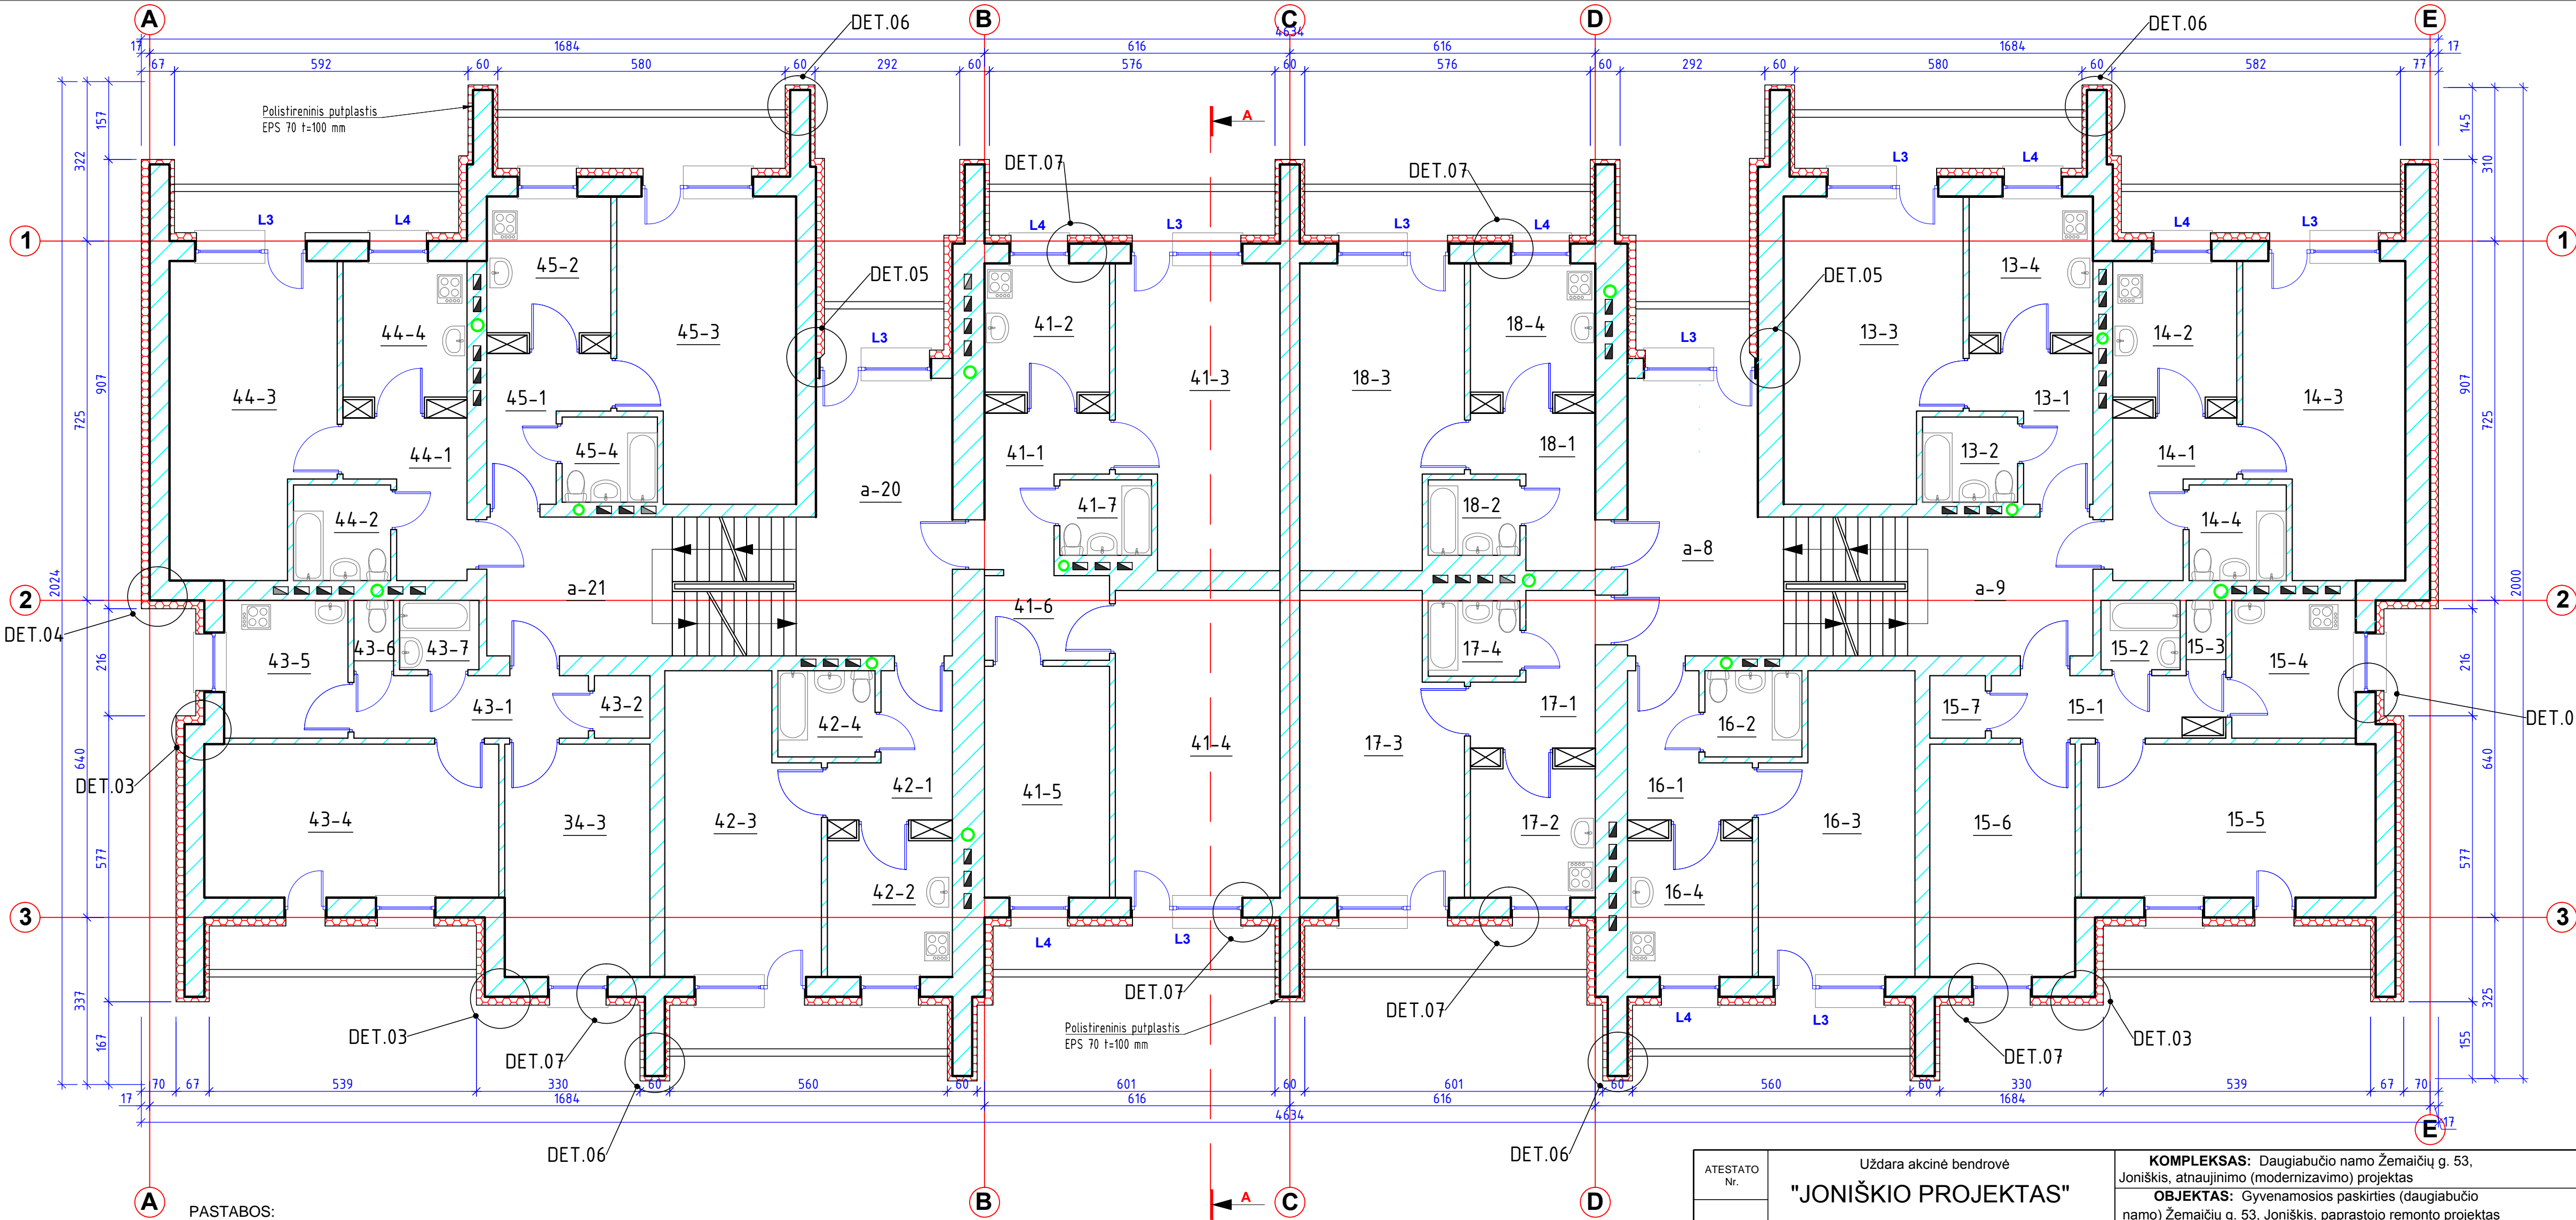 A B C D E
DET.06 DET.06
4634
17 1684 616 616 1684 17
67 592 60 580 60 292 60 576 60 576 60 292 60 580 60 582 77
Polistireninis putplastis
EPS 70 t=100 mm
A
DET.07 DET.07
157 145
322 310
L3 L4 L4 L3 L3 L4 L3 L4 L4 L3
1 1
45-2 DET.05 13-4 DET.05
44-4 45-3 L3 41-2 18-4 L3 13-3 14-2
44-3 45-1 41-3 18-3 13-1 14-3
907 907
725 725
44-1 45-4 41-1 18-1 13-2 14-1
a-20
44-2 41-7 18-2 14-4
a-8
2024 2000
a-21 a-9
2 2
41-6
DET.04
43-5 43-6 43-7 17-4 15-2 15-3 15-4
216 216
43-1 43-2 42-4 17-1 16-2 15-7 15-1
DET.0
41-4 17-3
640 640
DET.03
42-1 41-5 16-1
43-4 34-3 42-3 17-2 16-3 15-6 15-5
577 577
42-2 16-4
3 3
L4 L3
DET.07 DET.07
L4 L3
337 325
Polistireninis putplastis
EPS 70 t=100 mm
DET.03 DET.07 DET.07 DET.03
167 155
70 67 539 330 60 560 60 601 60 601 60 560 60 330 539 67 70
17 1684 616 616 1684
4634 17
E
DET.06 DET.06
A B C D
A
PASTABOS:
ATESTATO
Nr.
Uždara akcinė bendrovė
"JONIŠKIO PROJEKTAS"
KOMPLEKSAS: Daugiabučio namo Žemaičių g. 53,
Joniškis, atnaujinimo (modernizavimo) projektas
OBJEKTAS: Gyvenamosios paskirties (daugiabučio
namo) Žemaičių g. 53, Joniškis, paprastojo remonto projektas